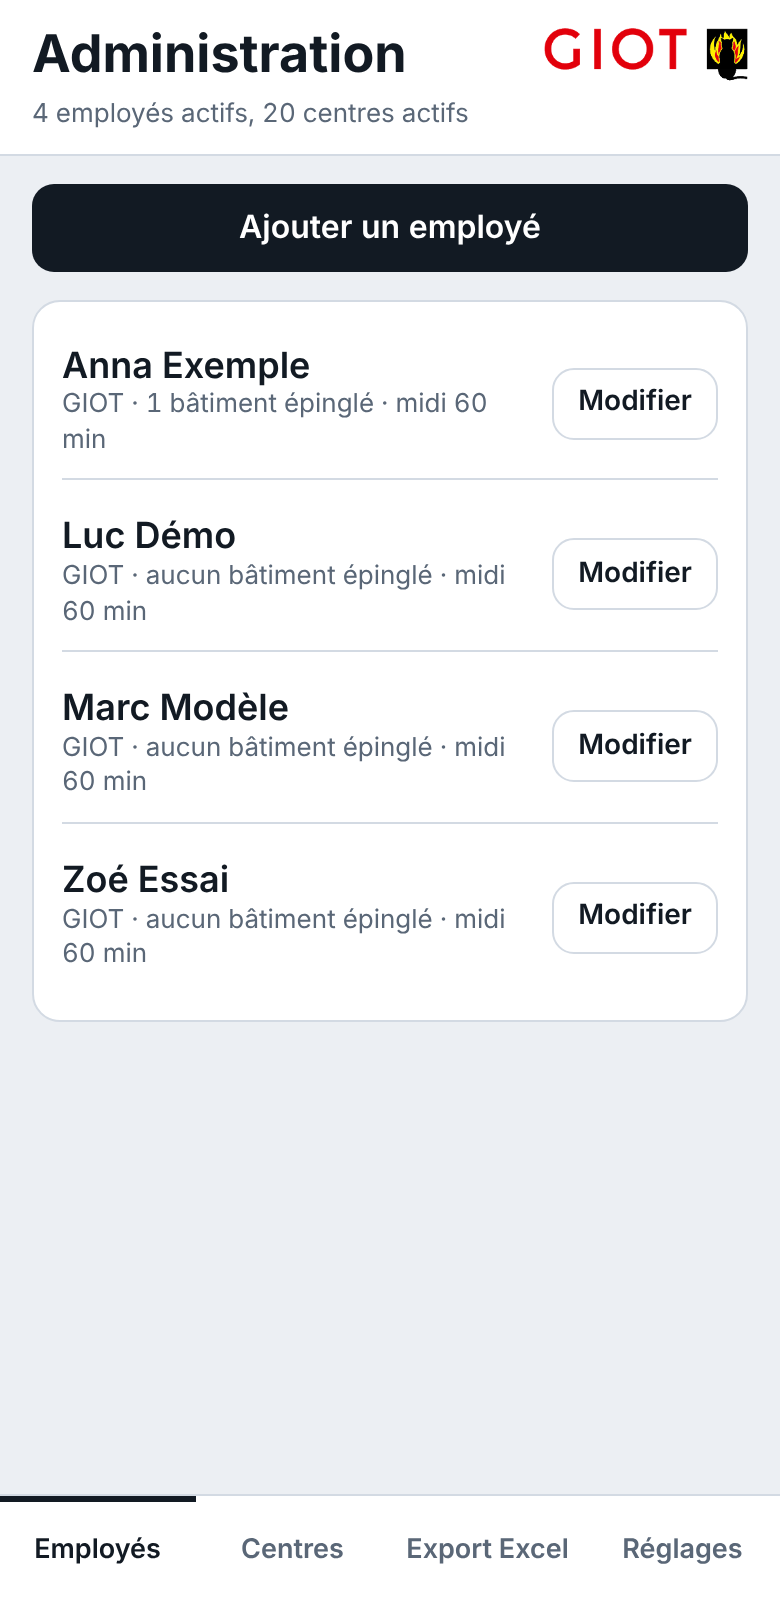 Administration
GIOT
4 employés actifs, 20 centres actifs
Ajouter un employé
Anna Exemple
GIOT · 1 bâtiment épinglé · midi 60
min
Modifier
Luc Démo
GIOT · aucun bâtiment épinglé · midi
60 min
Modifier
Marc Modèle
GIOT · aucun bâtiment épinglé · midi
60 min
Modifier
Zoé Essai
GIOT · aucun bâtiment épinglé · midi
60 min
Modifier
Employés
Centres
Export Excel
Réglages